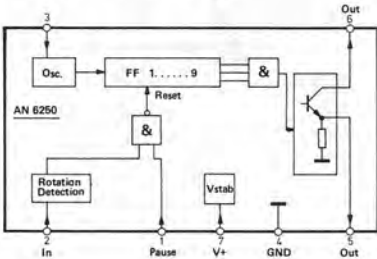 3
Out
6
Osc.
FF 1......9
&
Reset
AN 6250
&
Rotation
Detection
Vstab
2
1
7
4
5
In
Pause
V+
GND
Out